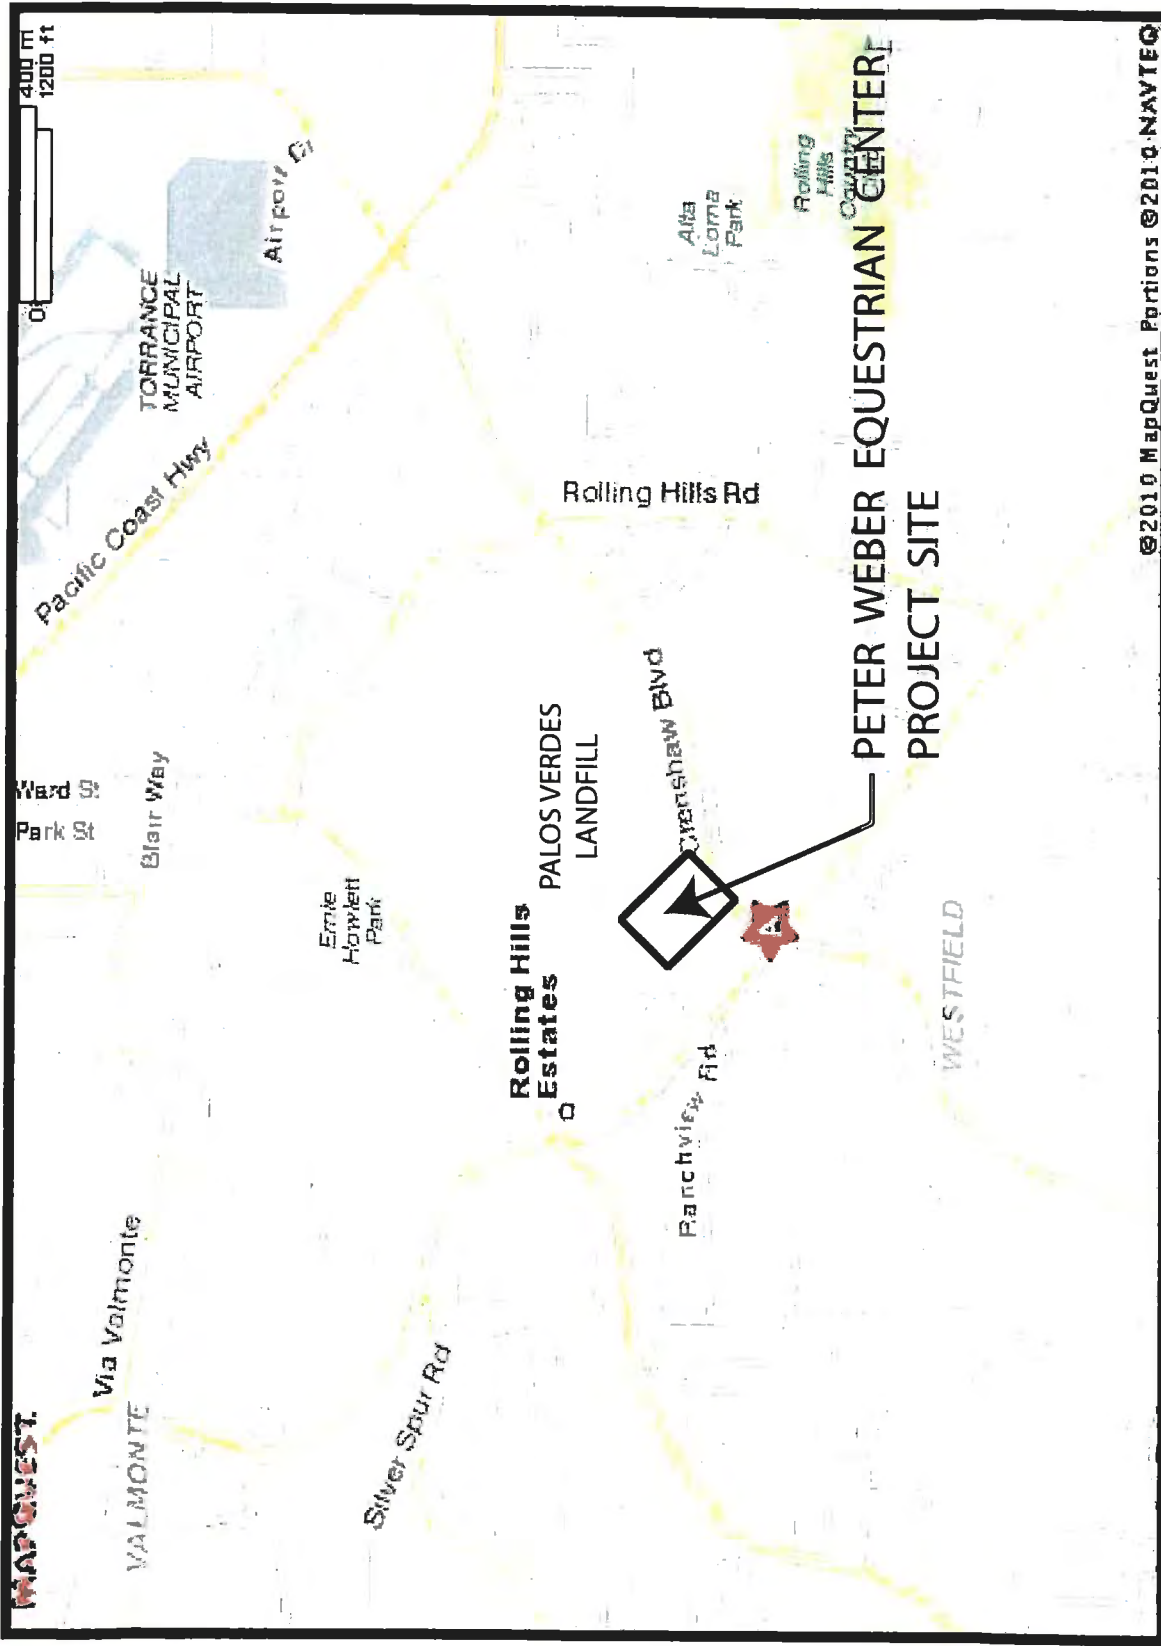 MAPQUEST.
0
400 m
1200 ft
Ward St
Park St
Blair Way
Via Valmonte
VALMONTE
Pacific Coast Hwy
TORRANCE
MUNICIPAL
AIRPORT
Airport Dr
Silver Spur Rd
Ernie
Howlett
Park
Rolling Hills
Estates
PALOS VERDES
LANDFILL
Rolling Hills Rd
Alta
Loma
Park
Crenshaw Blvd
Ranchview Rd
Rolling
Hills
Country
PETER WEBER EQUESTRIAN CENTER
PROJECT SITE
WESTFIELD
©2010 MapQuest Portions ©2010 NAVTEQ